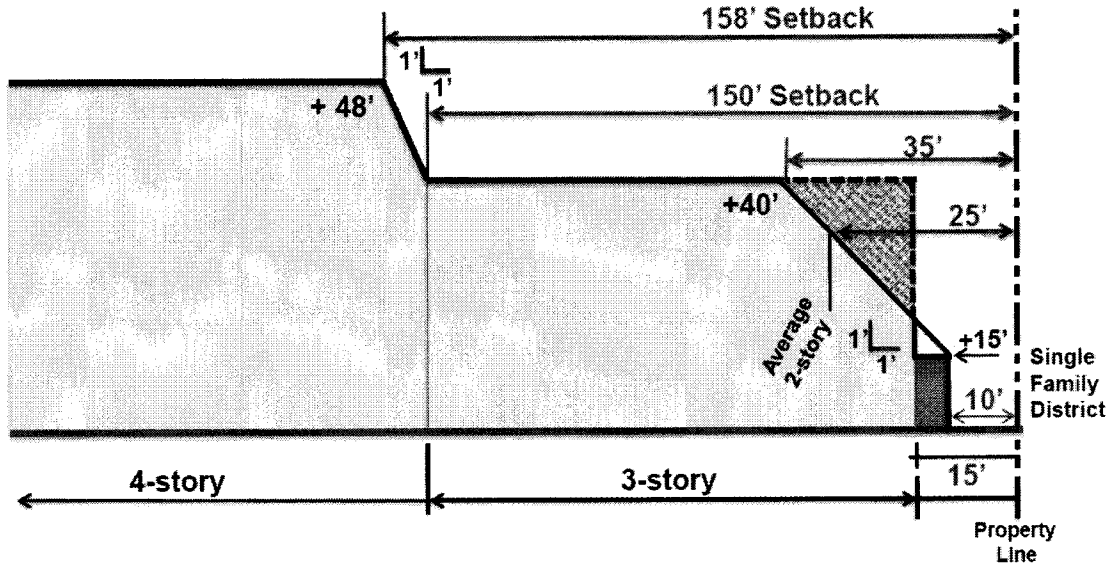 158' Setback
1'
1'
+ 48'
150' Setback
35'
+40'
25'
Average
2-story
1'
1'
+15'
Single
Family
District
10'
4-story
3-story
15'
Property
Line